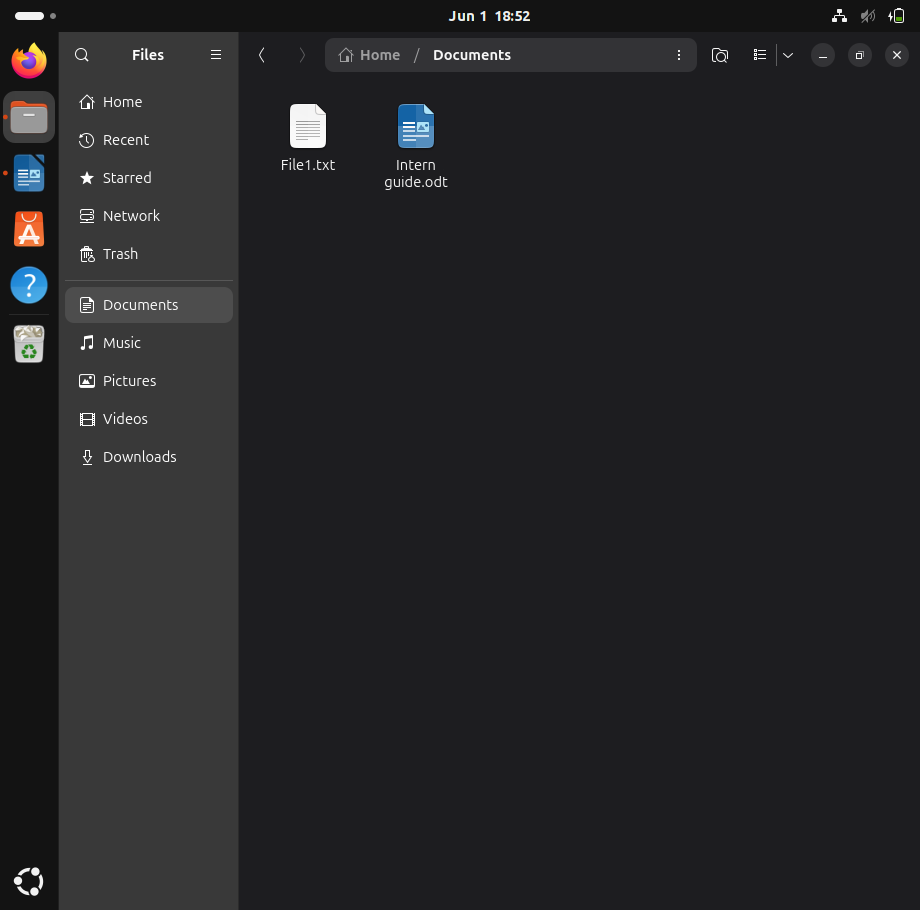 Jun 1 18:52
Files
Home / Documents
Home
Recent
Starred
Network
Trash
Documents
Music
Pictures
Videos
Downloads
File1.txt
Intern
guide.odt